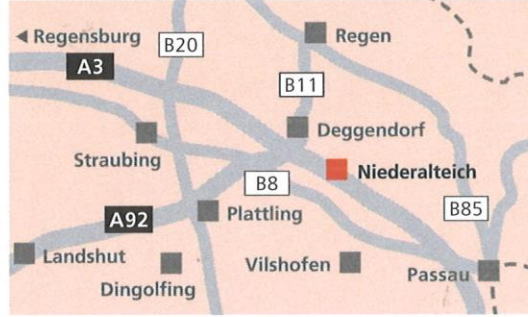 Regensburg
B20
Regen
A3
B11
Deggendorf
Straubing
Niederalteich
B8
A92
Plattling
B85
Landshut
Vilshofen
Passau
Dingolfing